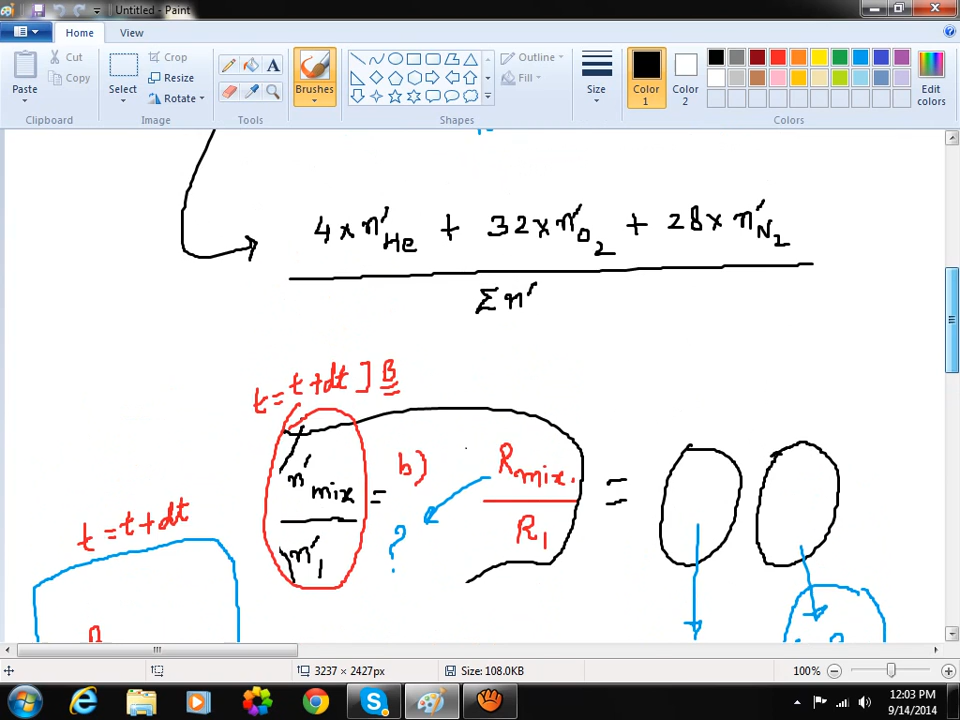 Untitled - Paint
Home View
Paste
Cut
Copy
Clipboard
Select
Crop
Resize
Rotate
Image
A
Tools
Brushes
Outline
Fill
Shapes
Size
Color 1
Color 2
Edit colors
Colors
4 × n'He + 32 × n'O2 + 28 × n'N2
Σ n'
t = t + dt ] B
n'mix = b) Rmix. =
n'1 ? R1
t = t + dt
3237 × 2427px
Size: 108.0KB
100%
12:03 PM
9/14/2014